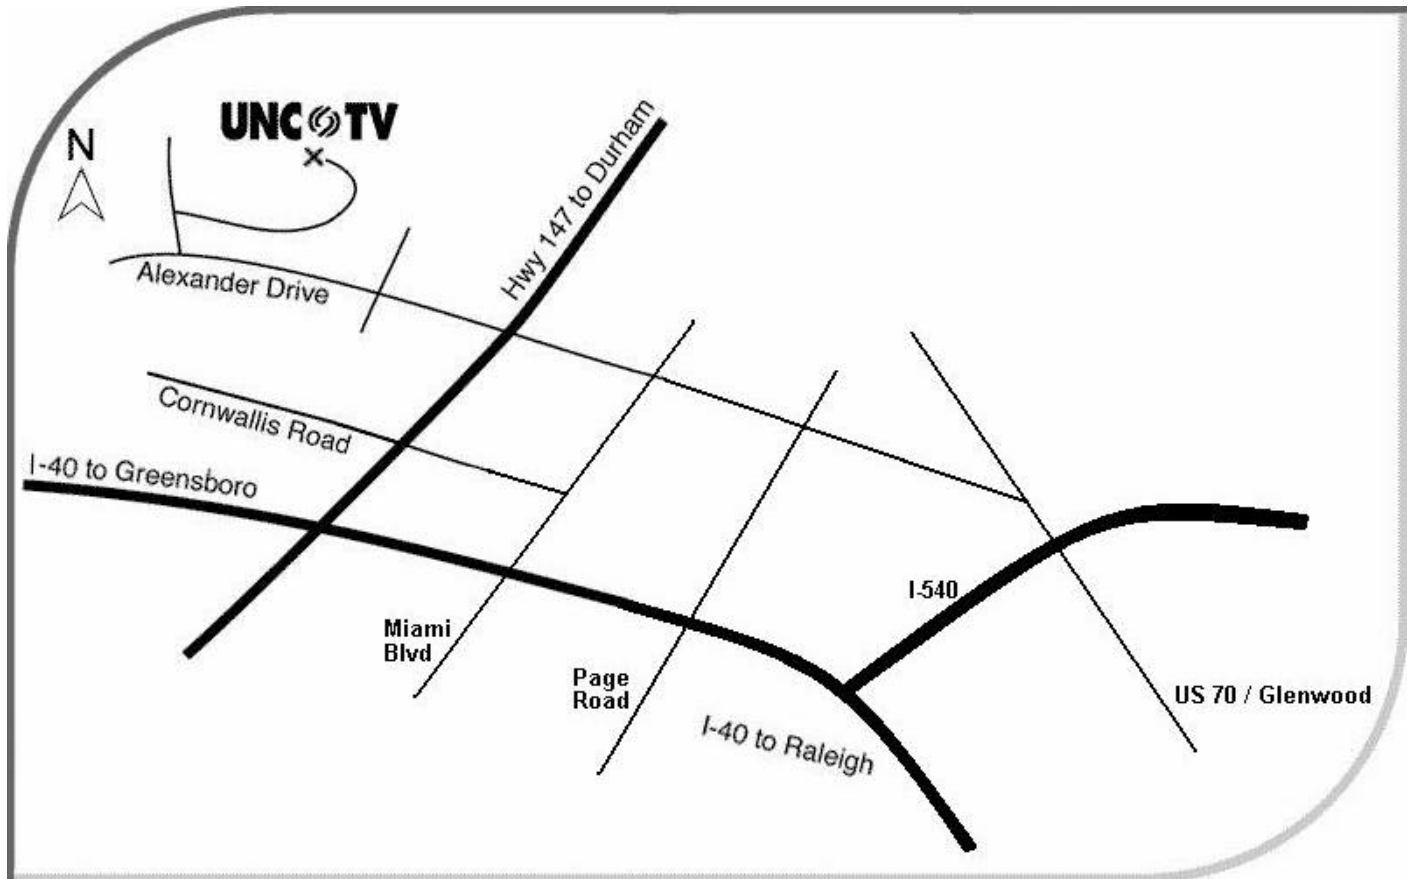 UNC TV
N
Hwy 147 to Durham
Alexander Drive
Cornwallis Road
I-40 to Greensboro
I-540
Miami
Blvd
Page
Road
US 70 / Glenwood
I-40 to Raleigh